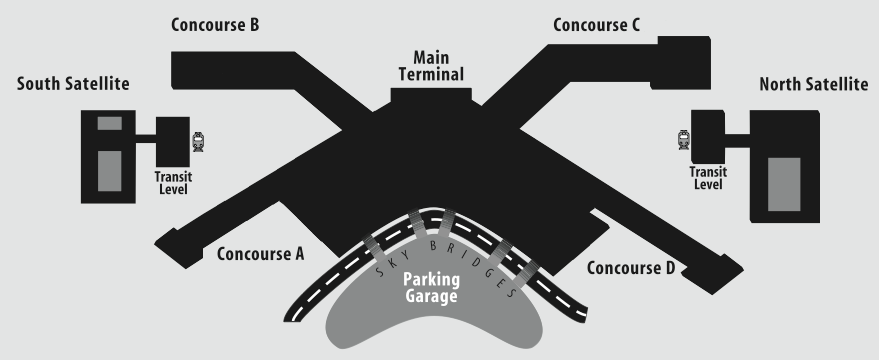 Concourse B
Concourse C
Main
Terminal
South Satellite
North Satellite
Transit
Level
Transit
Level
Concourse A
SKY BRIDGES
Concourse D
Parking
Garage